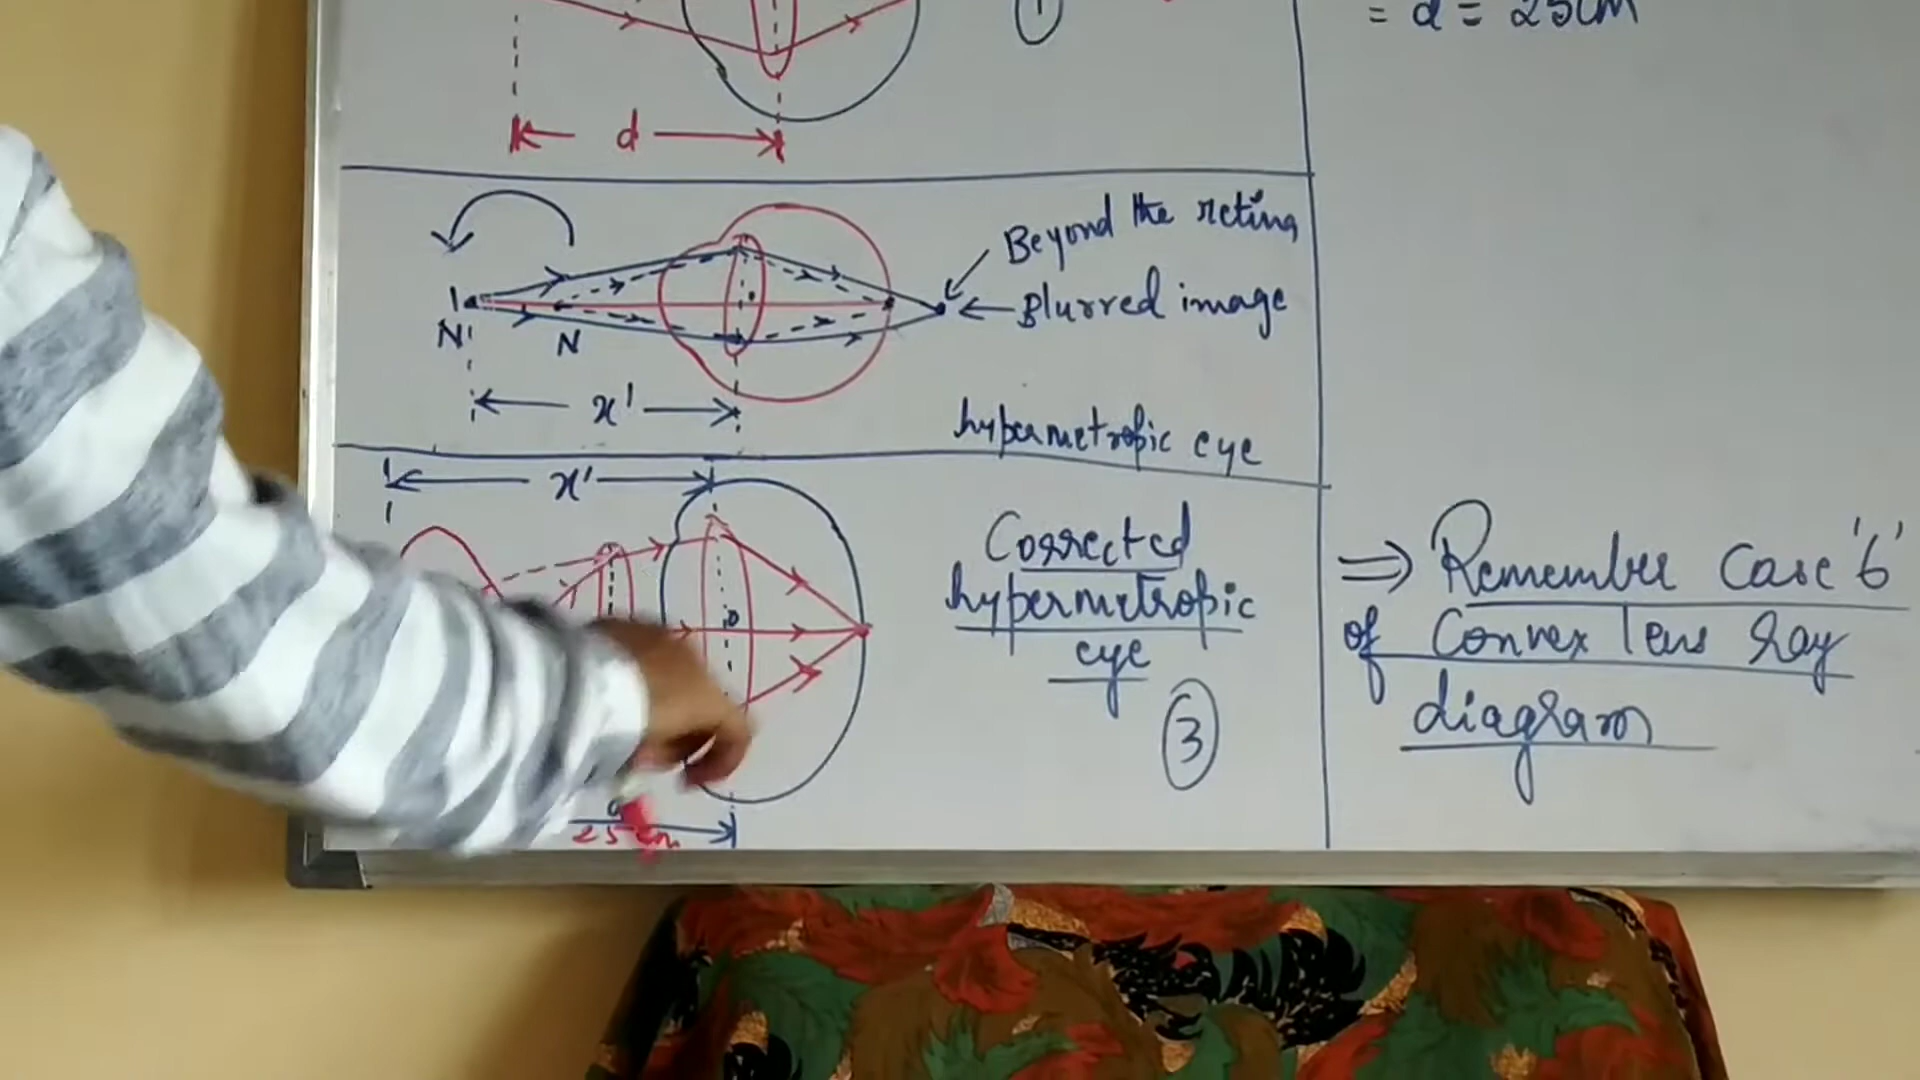 1
= d = 25cm
d
Beyond the retina
Blurred image
N'
N
x'
hypermetropic eye
x'
Corrected
hypermetropic
eye
3
25 cm
⇒ Remember Case '6'
of Convex lens Ray
diagram